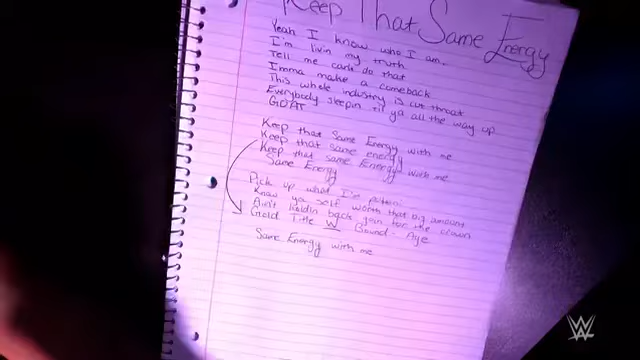 Keep That Same Energy
Yeah I know who I am.
I'm livin my truth
Tell me can't do that
Imma make a comeback
This whole industry is cut throat
Everybody sleepin til ya all the way up
GOAT
Keep that Same Energy with me
Keep that Same energy
Keep that same Energy with me
Same Energy
Pick up what I'm
Know ya self worth that big amount
Ain't holdin back goin for the crown
Gold Title W Bound - Age
Same Energy with me
W